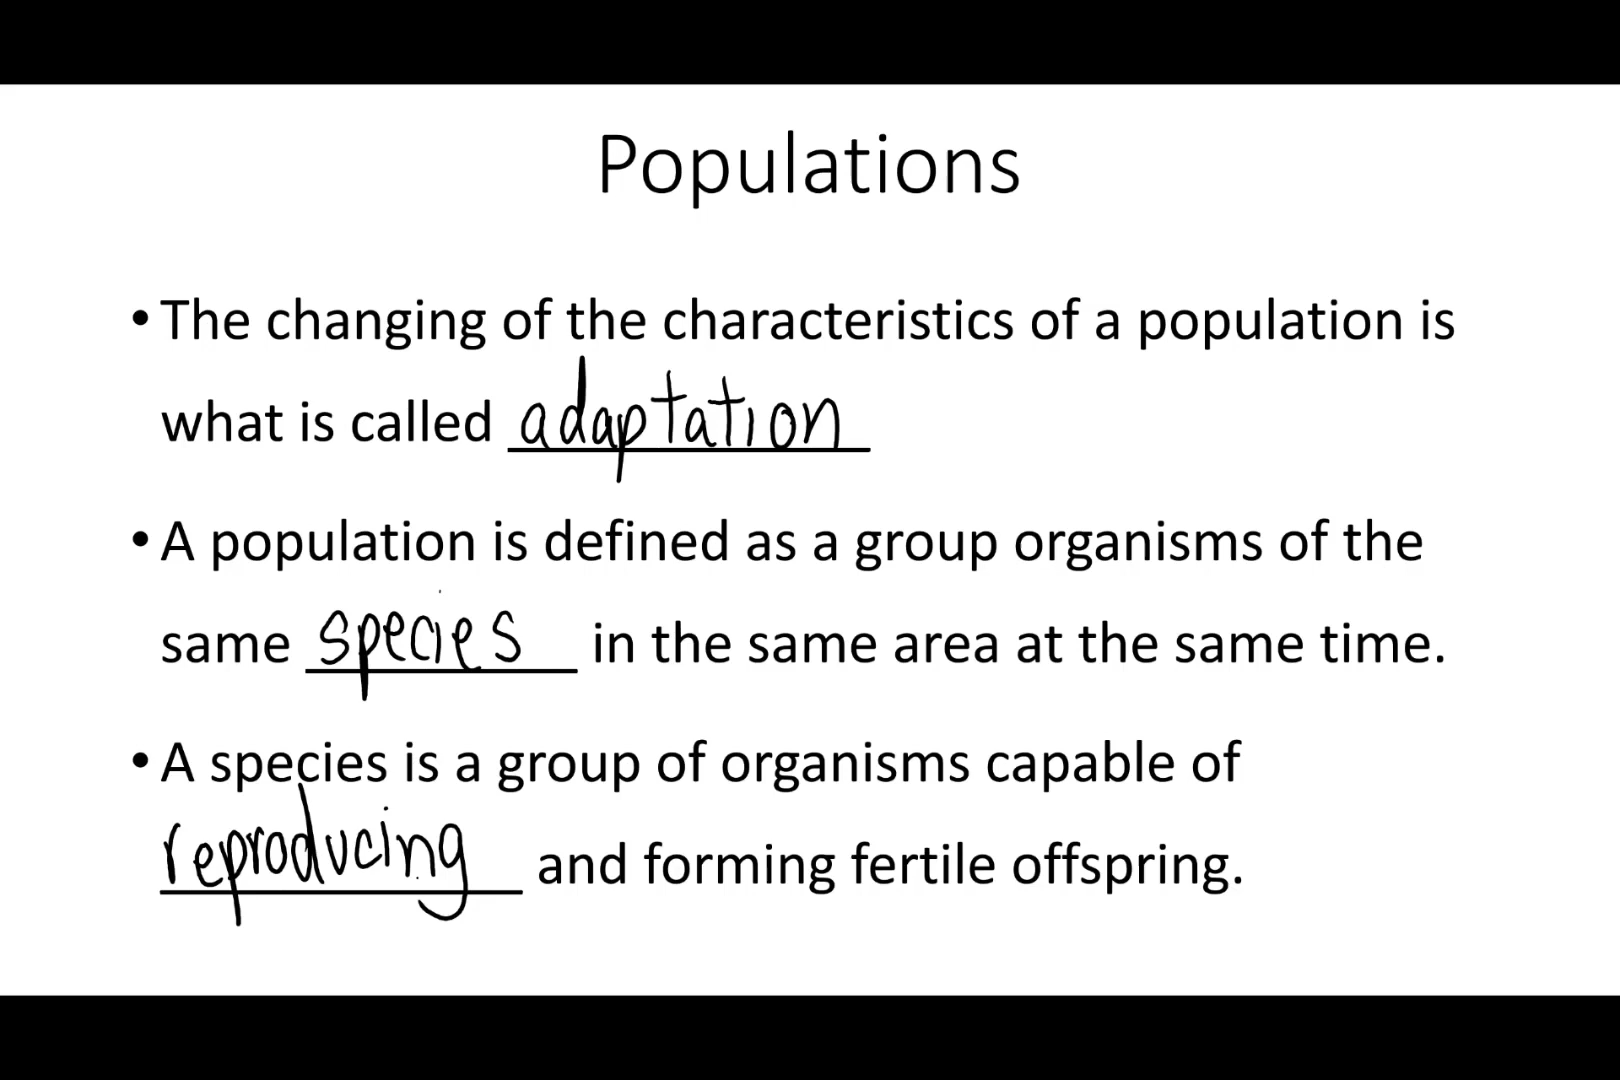 Populations
• The changing of the characteristics of a population is
what is called adaptation
• A population is defined as a group organisms of the
same species in the same area at the same time.
• A species is a group of organisms capable of
reproducing and forming fertile offspring.